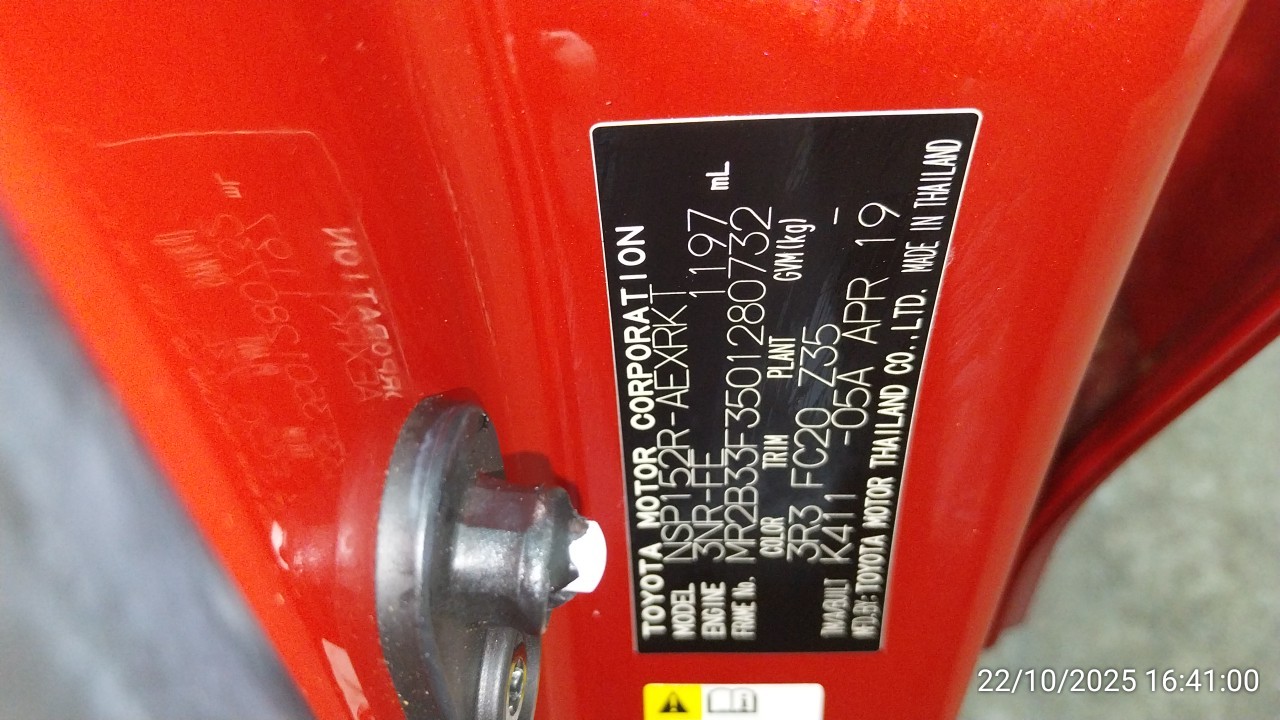 TOYOTA MOTOR CORPORATION
MODEL NSP152R-AEXRKT
ENGINE 3NR-FE 1197 mL
FRAME No. MR2B33F3501280732
COLOR TRIM PLANT GVM(kg)
3R3 FC20 Z35 -
T/M/A/BUILT K411 -05A APR 19
MFD.BY: TOYOTA MOTOR THAILAND CO.,LTD. MADE IN THAILAND
22/10/2025 16:41:00